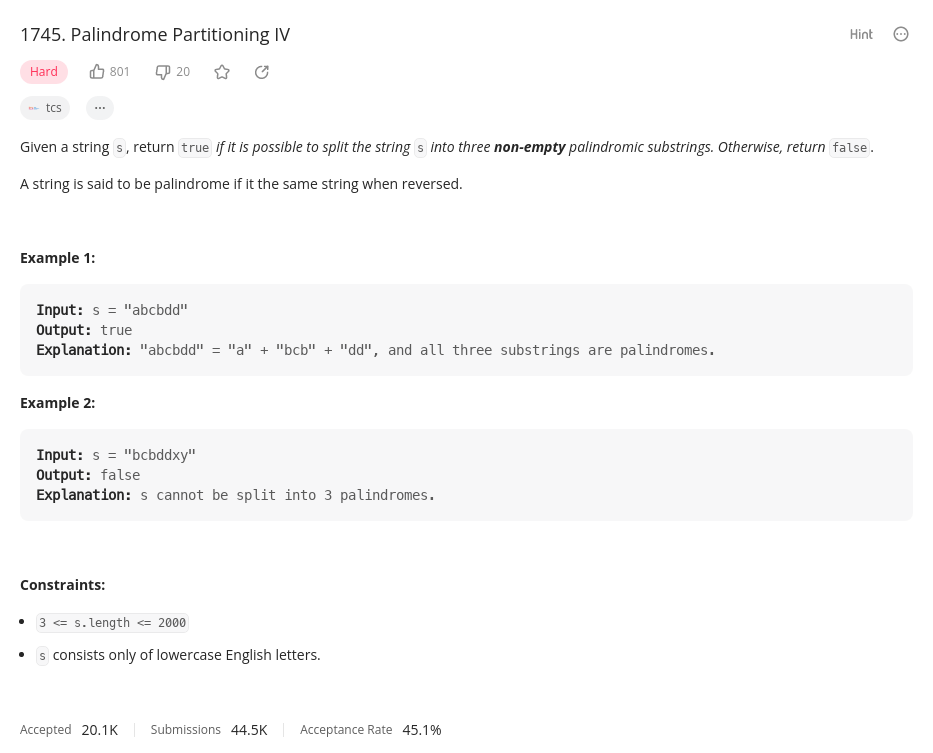 1745. Palindrome Partitioning IV
Hint
Hard 801 20
tcs ...
Given a string s, return true if it is possible to split the string s into three non-empty palindromic substrings. Otherwise, return false.
A string is said to be palindrome if it the same string when reversed.
Example 1:
Input: s = "abcbdd"
Output: true
Explanation: "abcbdd" = "a" + "bcb" + "dd", and all three substrings are palindromes.
Example 2:
Input: s = "bcbddxy"
Output: false
Explanation: s cannot be split into 3 palindromes.
Constraints:
• 3 <= s.length <= 2000
• s consists only of lowercase English letters.
Accepted 20.1K Submissions 44.5K Acceptance Rate 45.1%